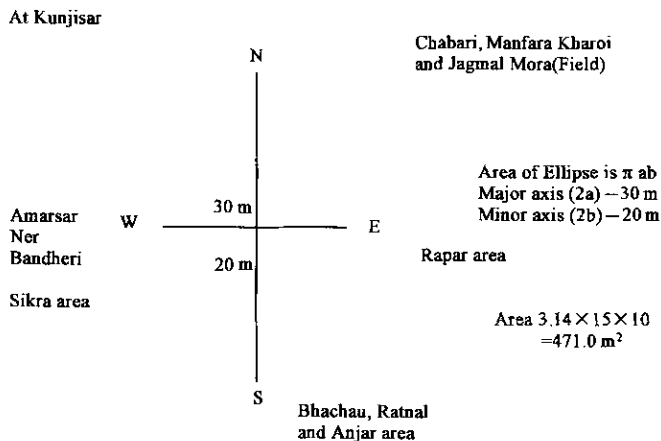 At Kunjisar
N
Chabari, Manfara Kharoi
and Jagmal Mora(Field)
Area of Ellipse is π ab
Major axis (2a) – 30 m
Minor axis (2b) – 20 m
30 m
Amarsar
Ner
Bandheri
W
E
20 m
Rapar area
Sikra area
Area 3.14 × 15 × 10
=471.0 m²
S
Bhachau, Ratnal
and Anjar area